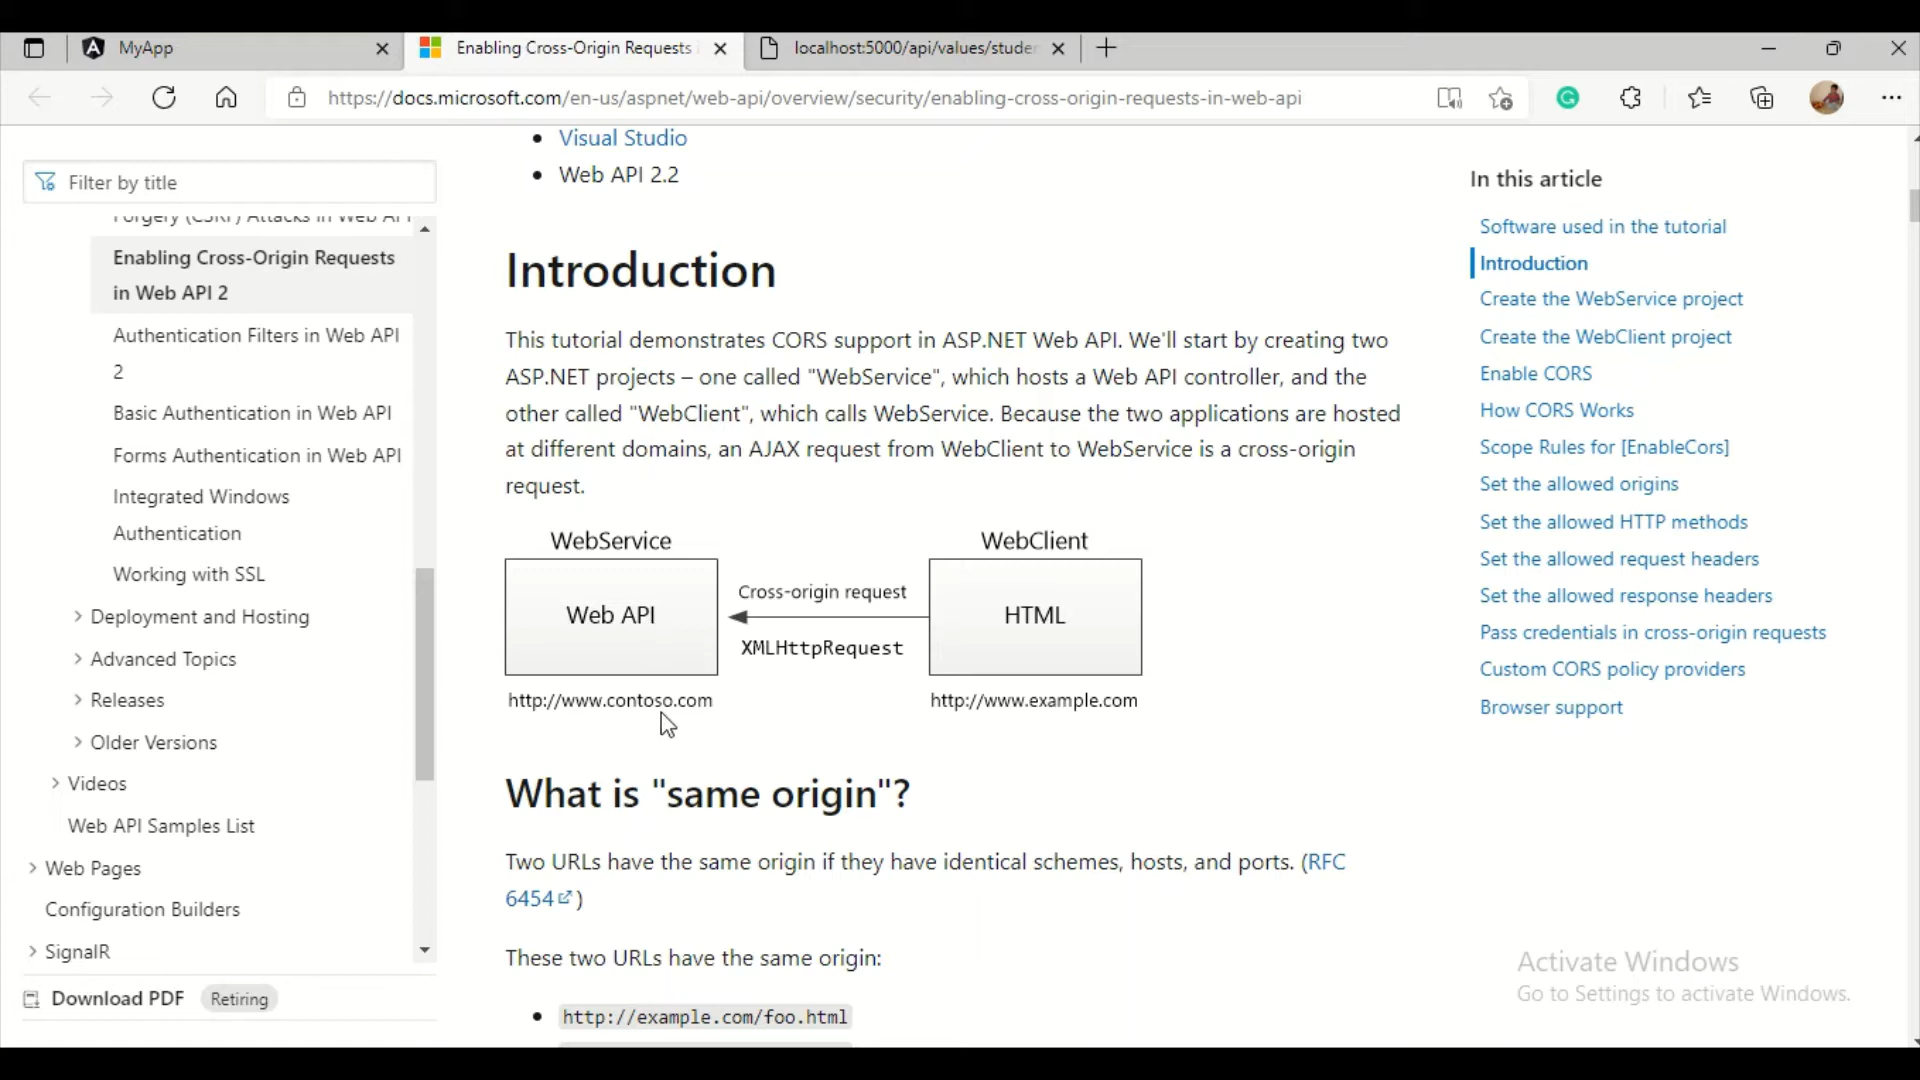 MyApp
Enabling Cross-Origin Requests
localhost:5000/api/values/stude
https://docs.microsoft.com/en-us/aspnet/web-api/overview/security/enabling-cross-origin-requests-in-web-api
Filter by title
Forgery (CSRF) Attacks in Web API
Enabling Cross-Origin Requests
in Web API 2
Authentication Filters in Web API
2
Basic Authentication in Web API
Forms Authentication in Web API
Integrated Windows
Authentication
Working with SSL
Deployment and Hosting
Advanced Topics
Releases
Older Versions
Videos
Web API Samples List
Web Pages
Configuration Builders
SignalR
Download PDF Retiring
Visual Studio
Web API 2.2
Introduction
This tutorial demonstrates CORS support in ASP.NET Web API. We'll start by creating two
ASP.NET projects – one called "WebService", which hosts a Web API controller, and the
other called "WebClient", which calls WebService. Because the two applications are hosted
at different domains, an AJAX request from WebClient to WebService is a cross-origin
request.
WebService WebClient
Cross-origin request
Web API HTML
XMLHttpRequest
http://www.contoso.com http://www.example.com
What is "same origin"?
Two URLs have the same origin if they have identical schemes, hosts, and ports. (RFC
6454)
These two URLs have the same origin:
http://example.com/foo.html
In this article
Software used in the tutorial
Introduction
Create the WebService project
Create the WebClient project
Enable CORS
How CORS Works
Scope Rules for [EnableCors]
Set the allowed origins
Set the allowed HTTP methods
Set the allowed request headers
Set the allowed response headers
Pass credentials in cross-origin requests
Custom CORS policy providers
Browser support
Activate Windows
Go to Settings to activate Windows.